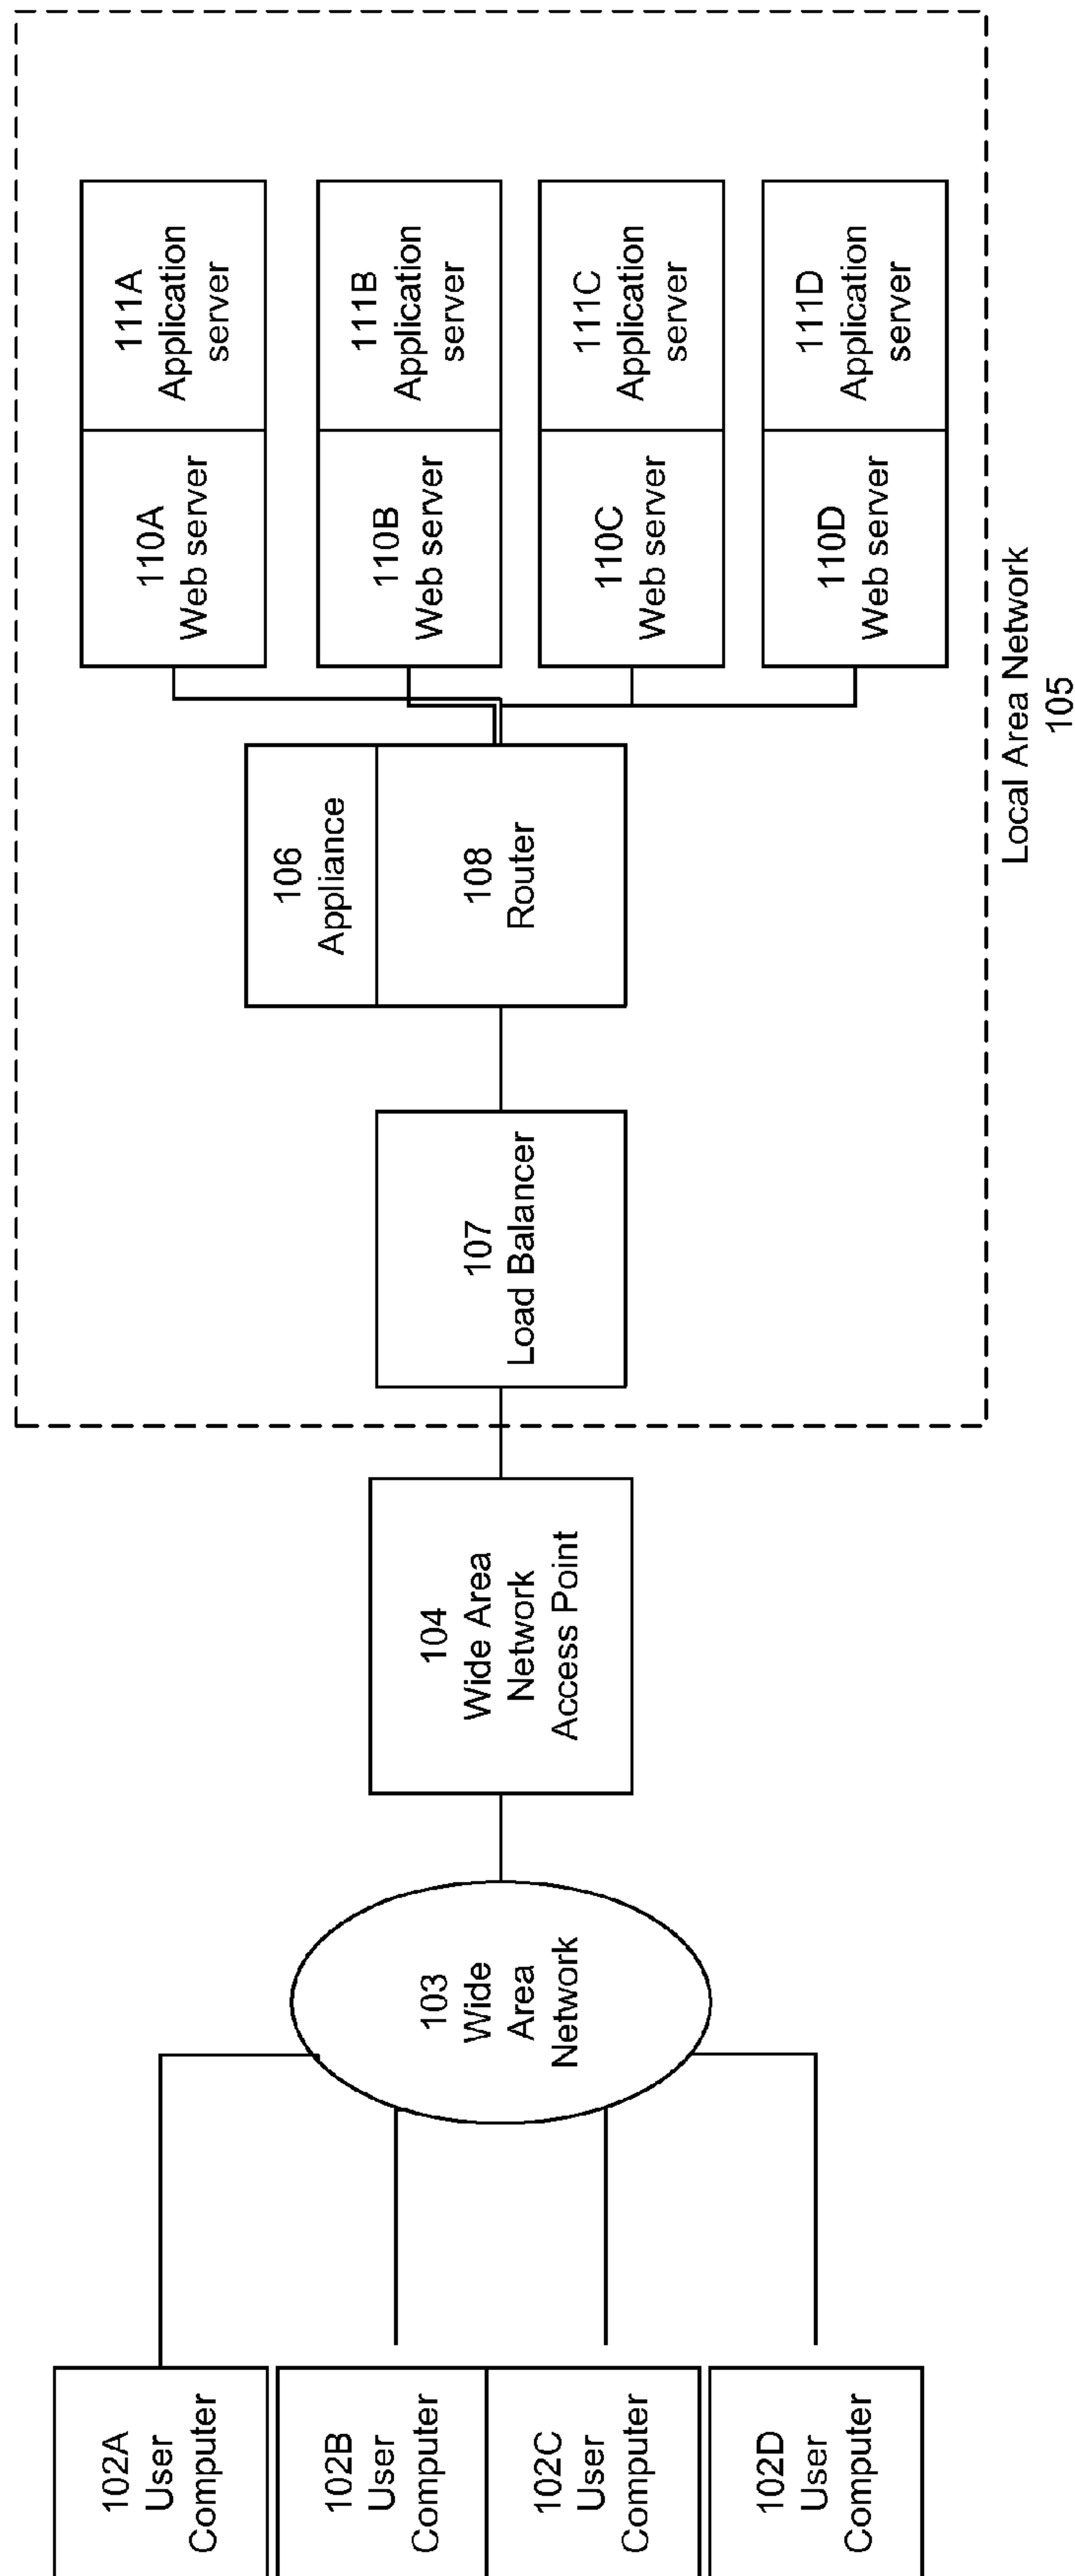 102A
User
Computer
102B
User
Computer
102C
User
Computer
102D
User
Computer
103
Wide
Area
Network
104
Wide Area
Network
Access Point
107
Load Balancer
106
Appliance
108
Router
110A
Web server
111A
Application
server
110B
Web server
111B
Application
server
110C
Web server
111C
Application
server
110D
Web server
111D
Application
server
Local Area Network
105